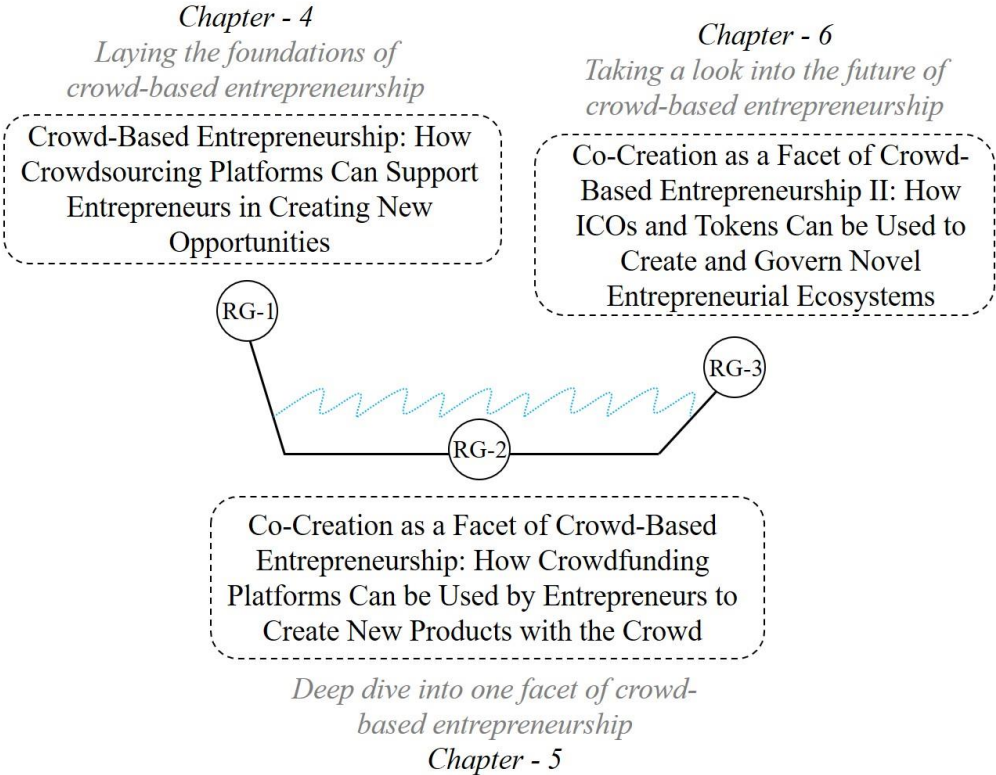 Chapter - 4
Laying the foundations of
crowd-based entrepreneurship
Crowd-Based Entrepreneurship: How
Crowdsourcing Platforms Can Support
Entrepreneurs in Creating New
Opportunities
RG-1
Chapter - 6
Taking a look into the future of
crowd-based entrepreneurship
Co-Creation as a Facet of Crowd-
Based Entrepreneurship II: How
ICOs and Tokens Can be Used to
Create and Govern Novel
Entrepreneurial Ecosystems
RG-3
RG-2
Co-Creation as a Facet of Crowd-Based
Entrepreneurship: How Crowdfunding
Platforms Can be Used by Entrepreneurs to
Create New Products with the Crowd
Deep dive into one facet of crowd-
based entrepreneurship
Chapter - 5